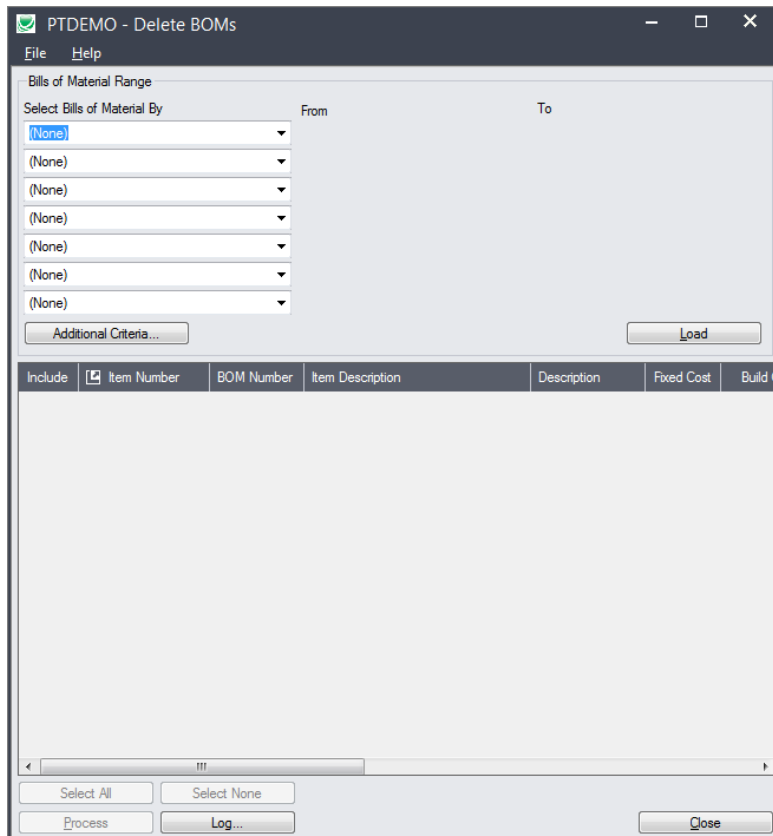 PTDEMO - Delete BOMs
File Help
Bills of Material Range
Select Bills of Material By From To
(None)
(None)
(None)
(None)
(None)
(None)
(None)
Additional Criteria... Load
Include Item Number BOM Number Item Description Description Fixed Cost Build
Select All Select None
Process Log... Close